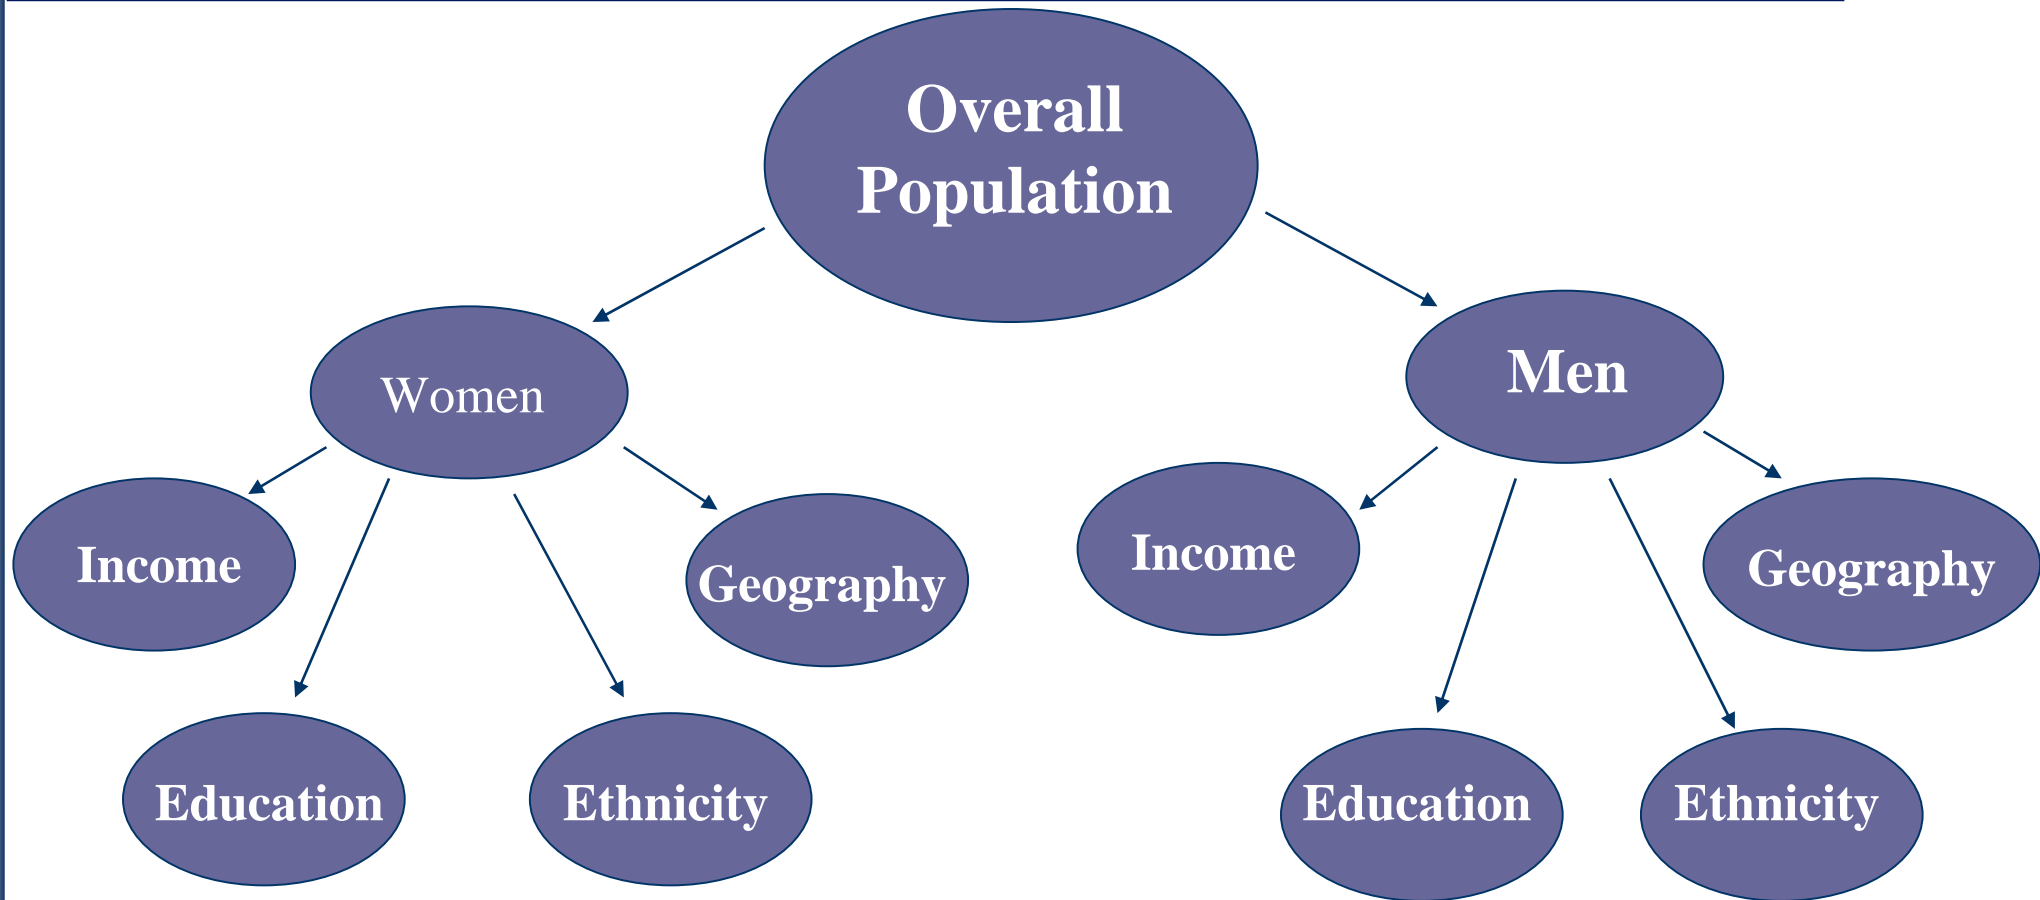 Overall
Population
Women
Men
Income
Geography
Income
Geography
Education
Ethnicity
Education
Ethnicity